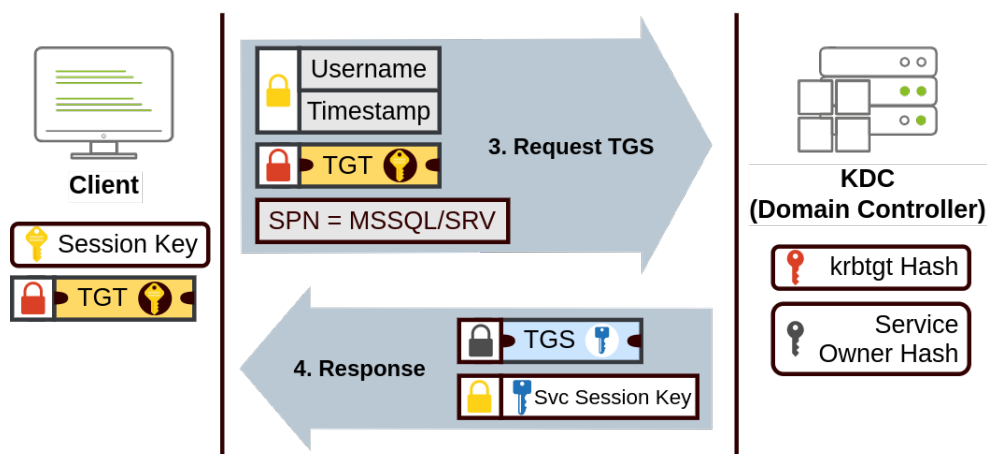 Client
Session Key
TGT
Username
Timestamp
TGT
SPN = MSSQL/SRV
3. Request TGS
4. Response
TGS
Svc Session Key
KDC
(Domain Controller)
krbtgt Hash
Service
Owner Hash